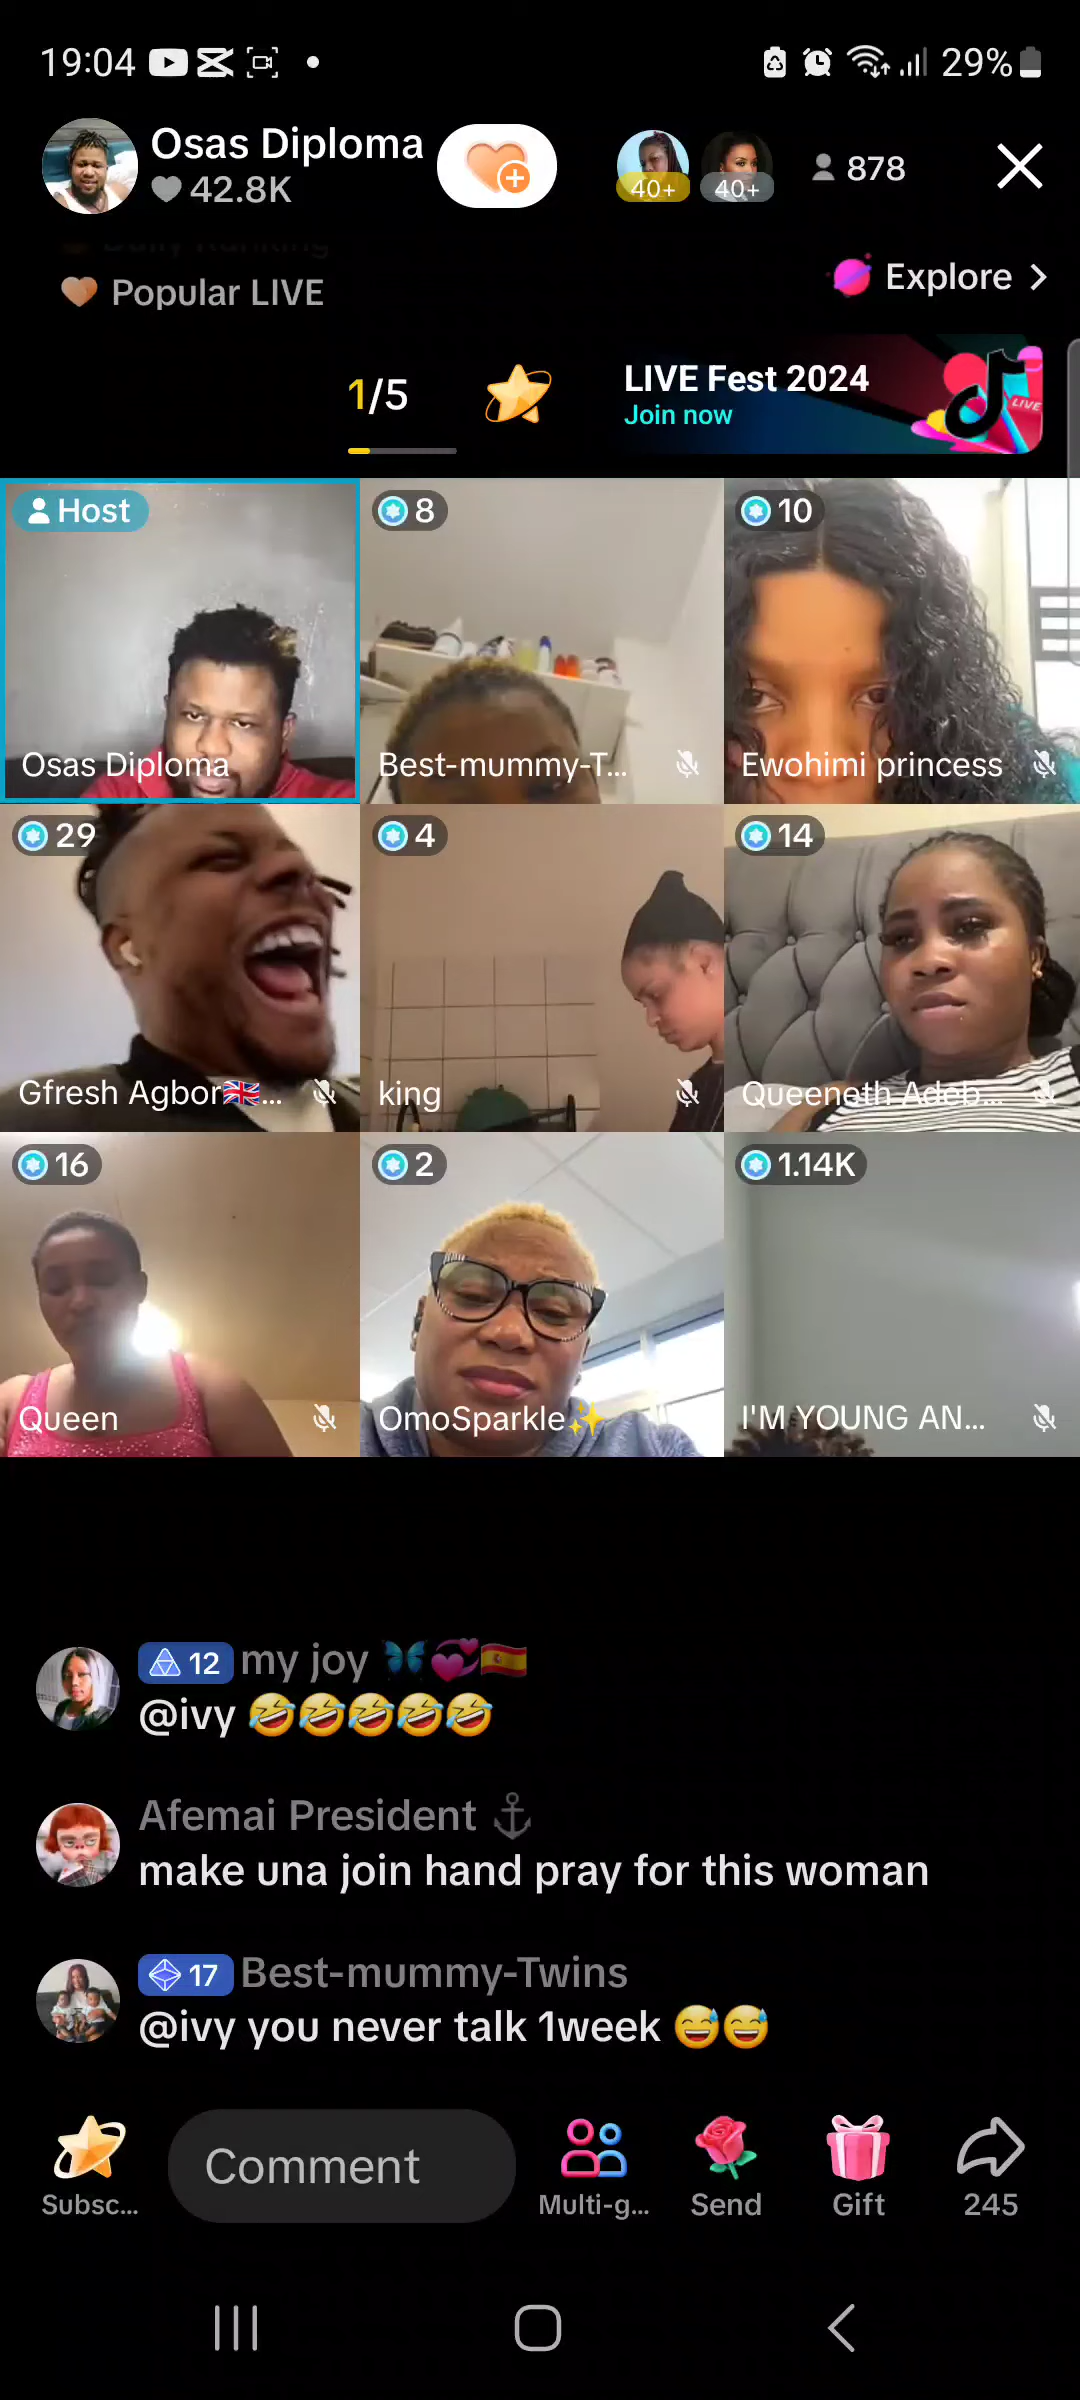 19:04
29%
Osas Diploma
42.8K
40+
40+
878
Popular LIVE
Explore
1/5
LIVE Fest 2024
Join now
LIVE
Host
8
10
Osas Diploma
Best-mummy-T...
Ewohimi princess
29
4
14
Gfresh Agbor🇬🇧...
king
Queeneth Adeb...
16
2
1.14K
Queen
OmoSparkle✨
I'M YOUNG AN...
12 my joy 🦋💞🇪🇸
@ivy 🤣🤣🤣🤣🤣
Afemai President ⚓
make una join hand pray for this woman
17 Best-mummy-Twins
@ivy you never talk 1week 😅😅
Comment
Subsc...
Multi-g...
Send
Gift
245